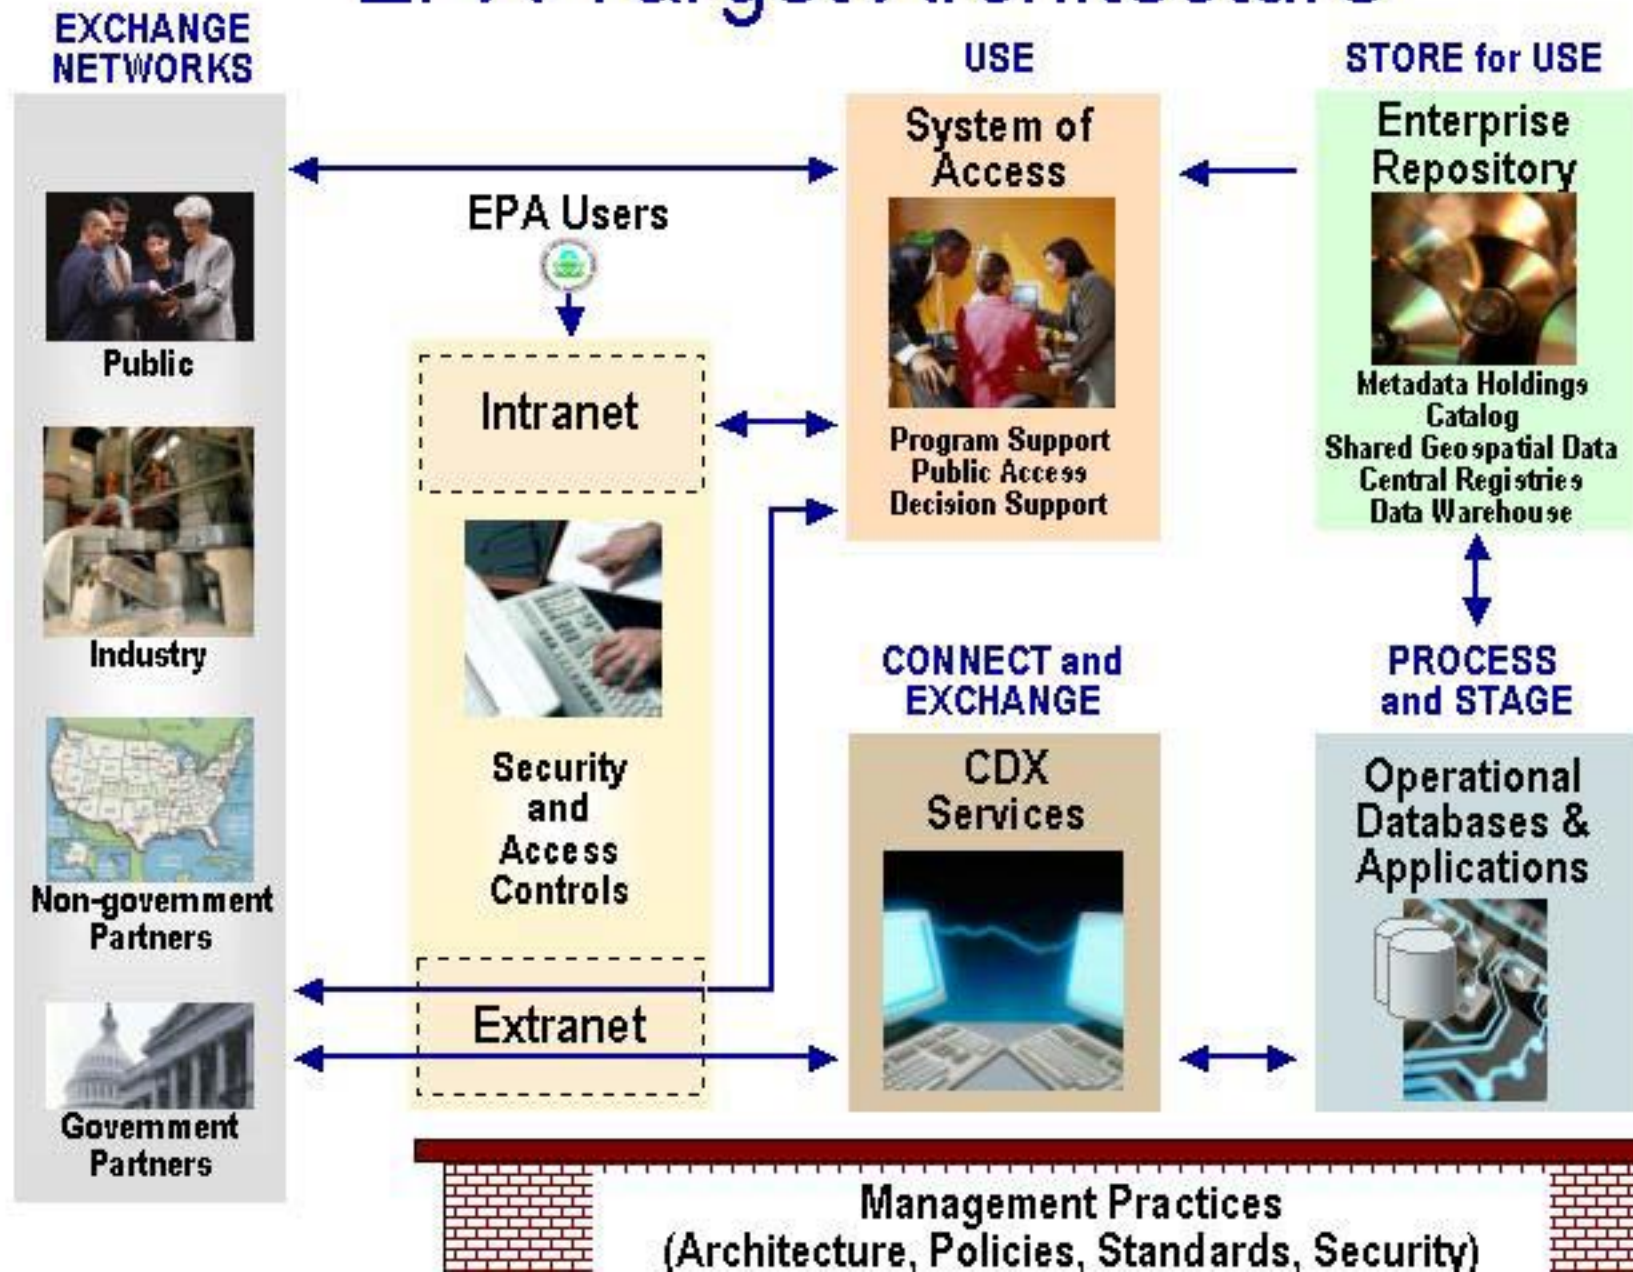 EPA Target Architecture
EXCHANGE
NETWORKS
Public
Industry
Non-government
Partners
Government
Partners
EPA Users
Intranet
Security
and
Access
Controls
Extranet
USE
System of
Access
Program Support
Public Access
Decision Support
CONNECT and
EXCHANGE
CDX
Services
STORE for USE
Enterprise
Repository
Metadata Holdings
Catalog
Shared Geospatial Data
Central Registries
Data Warehouse
PROCESS
and STAGE
Operational
Databases &
Applications
Management Practices
(Architecture, Policies, Standards, Security)